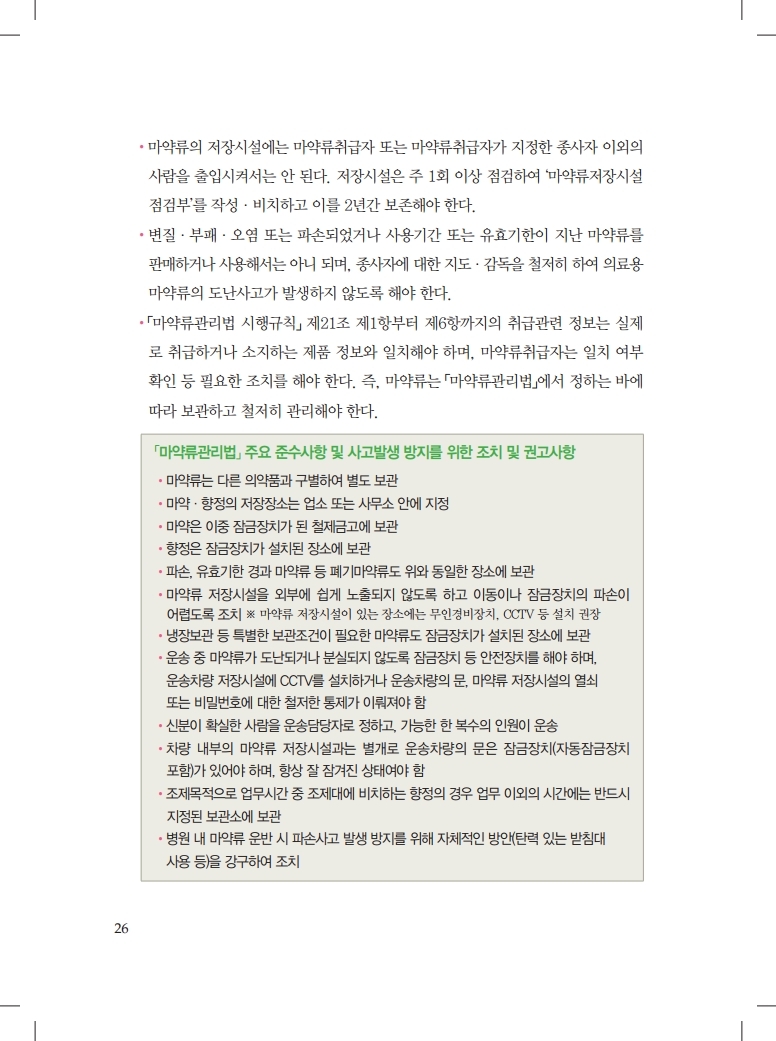 • 마약류의 저장시설에는 마약류취급자 또는 마약류취급자가 지정한 종사자 이외의
사람을 출입시켜서는 안 된다. 저장시설은 주 1회 이상 점검하여 ‘마약류저장시설
점검부’를 작성 · 비치하고 이를 2년간 보존해야 한다.
• 변질 · 부패 · 오염 또는 파손되었거나 사용기간 또는 유효기한이 지난 마약류를
판매하거나 사용해서는 아니 되며, 종사자에 대한 지도 · 감독을 철저히 하여 의료용
마약류의 도난사고가 발생하지 않도록 해야 한다.
• 「마약류관리법 시행규칙」 제21조 제1항부터 제6항까지의 취급관련 정보는 실제
로 취급하거나 소지하는 제품 정보와 일치해야 하며, 마약류취급자는 일치 여부
확인 등 필요한 조치를 해야 한다. 즉, 마약류는 「마약류관리법」에서 정하는 바에
따라 보관하고 철저히 관리해야 한다.
「마약류관리법」 주요 준수사항 및 사고발생 방지를 위한 조치 및 권고사항
• 마약류는 다른 의약품과 구별하여 별도 보관
• 마약 · 향정의 저장장소는 업소 또는 사무소 안에 지정
• 마약은 이중 잠금장치가 된 철제금고에 보관
• 향정은 잠금장치가 설치된 장소에 보관
• 파손, 유효기한 경과 마약류 등 폐기마약류도 위와 동일한 장소에 보관
• 마약류 저장시설을 외부에 쉽게 노출되지 않도록 하고 이동이나 잠금장치의 파손이
어렵도록 조치 ※ 마약류 저장시설이 있는 장소에는 무인경비장치, CCTV 등 설치 권장
• 냉장보관 등 특별한 보관조건이 필요한 마약류도 잠금장치가 설치된 장소에 보관
• 운송 중 마약류가 도난되거나 분실되지 않도록 잠금장치 등 안전장치를 해야 하며,
운송차량 저장시설에 CCTV를 설치하거나 운송차량의 문, 마약류 저장시설의 열쇠
또는 비밀번호에 대한 철저한 통제가 이뤄져야 함
• 신분이 확실한 사람을 운송담당자로 정하고, 가능한 한 복수의 인원이 운송
• 차량 내부의 마약류 저장시설과는 별개로 운송차량의 문은 잠금장치(자동잠금장치
포함)가 있어야 하며, 항상 잘 잠겨진 상태여야 함
• 조제목적으로 업무시간 중 조제대에 비치하는 향정의 경우 업무 이외의 시간에는 반드시
지정된 보관소에 보관
• 병원 내 마약류 운반 시 파손사고 발생 방지를 위해 자체적인 방안(탄력 있는 받침대
사용 등)을 강구하여 조치
26